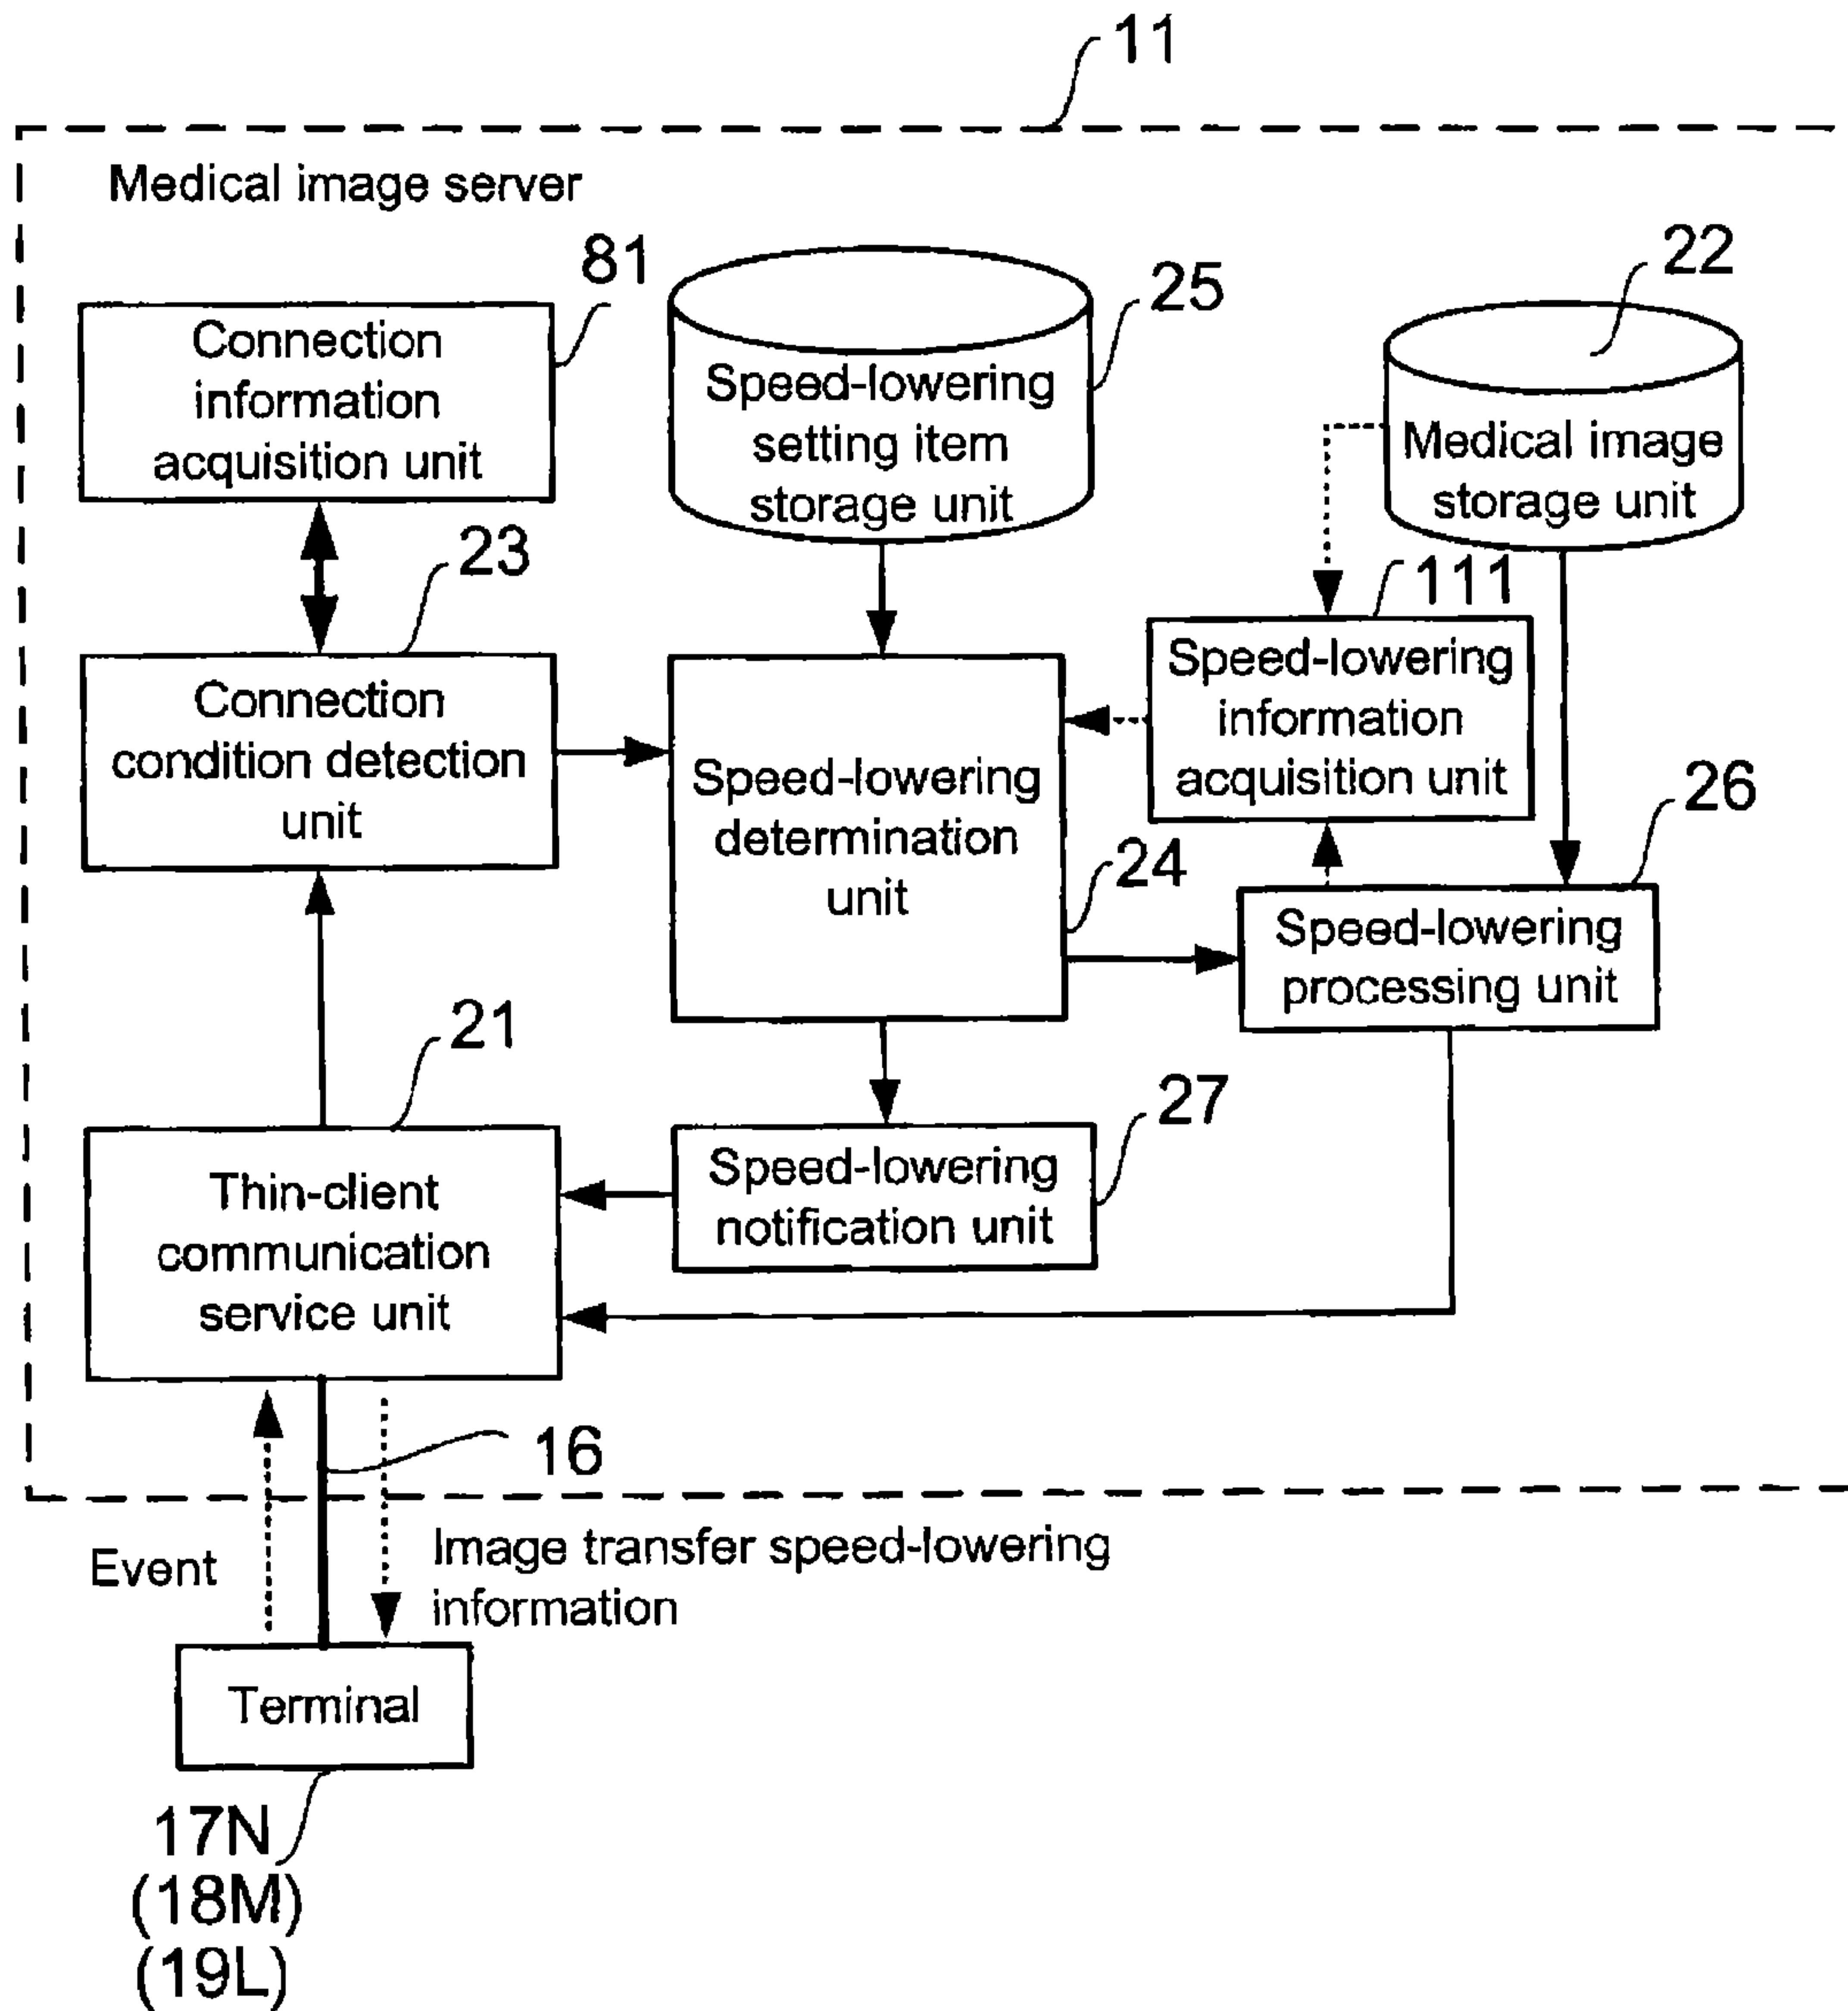 11
Medical image server
81
Connection
information
acquisition unit
25
Speed-lowering
setting item
storage unit
22
Medical image
storage unit
23
Connection
condition detection
unit
111
Speed-lowering
information
acquisition unit
Speed-lowering
determination
unit
24
26
Speed-lowering
processing unit
21
Thin-client
communication
service unit
27
Speed-lowering
notification unit
16
Event
Image transfer speed-lowering
information
Terminal
17N
(18M)
(19L)